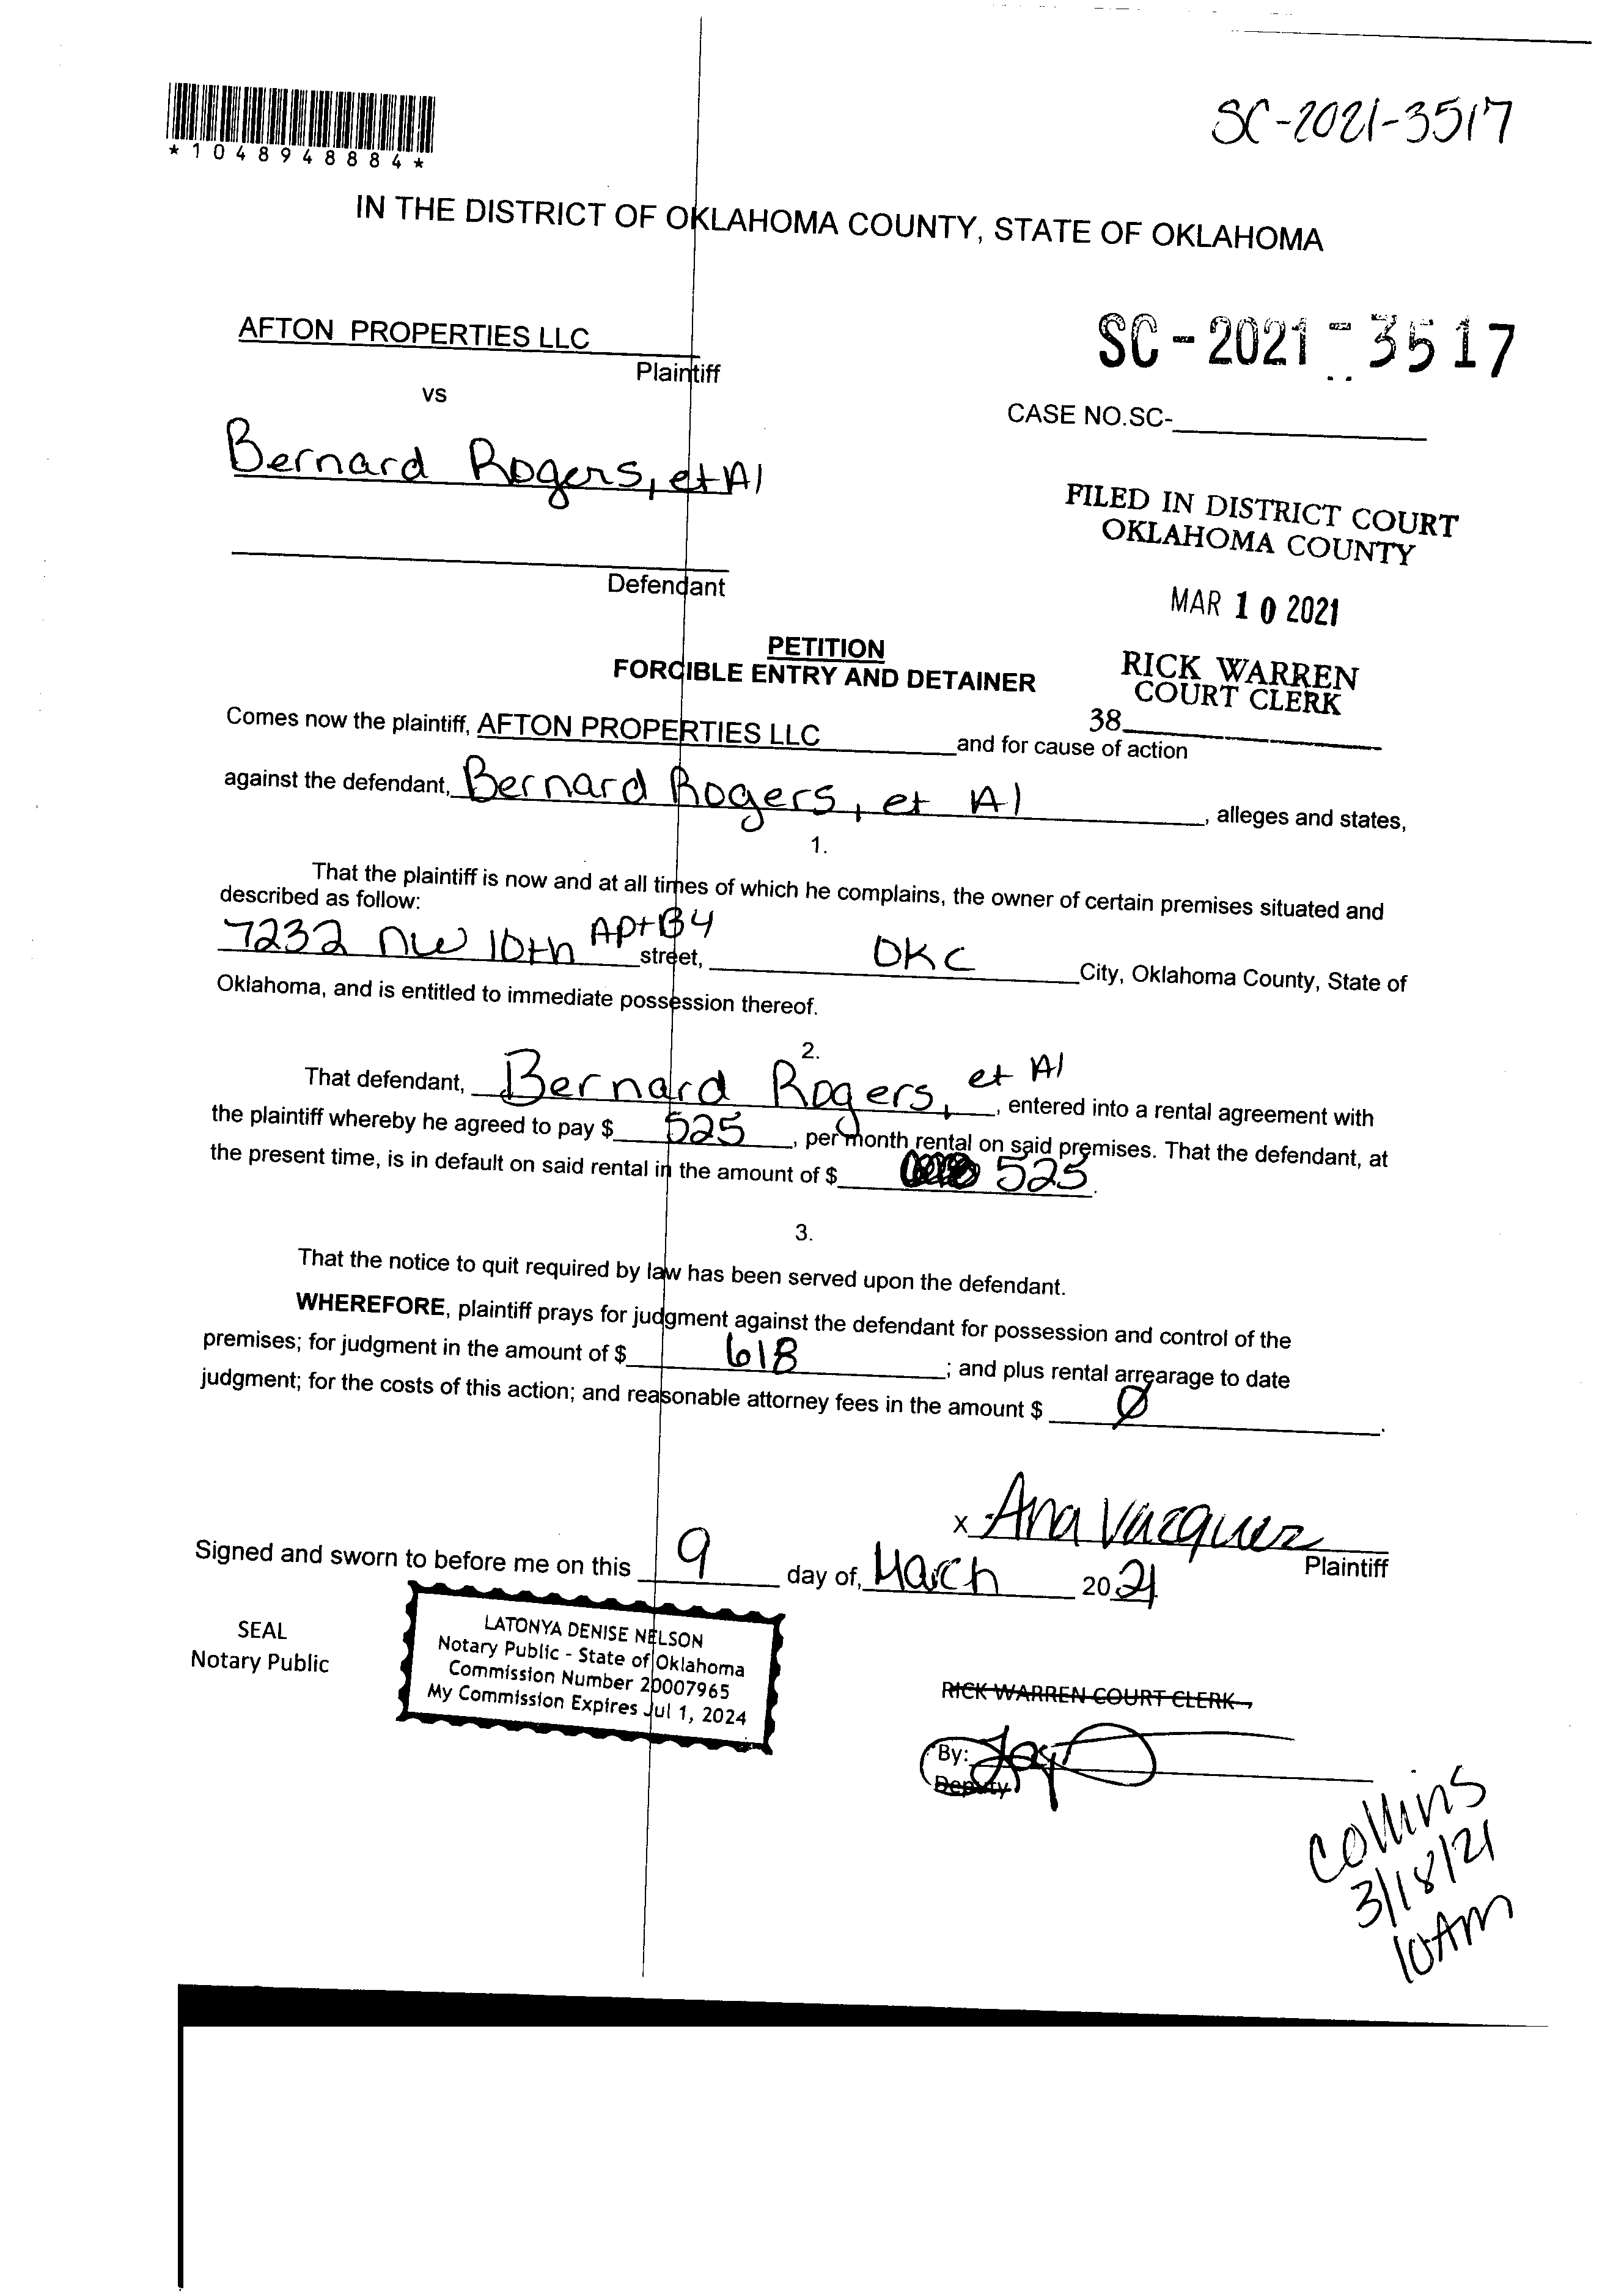 SC-2021-3517
*1048948884*
IN THE DISTRICT OF OKLAHOMA COUNTY, STATE OF OKLAHOMA
AFTON PROPERTIES LLC
Plaintiff
vs
SC-2021-3517
CASE NO.SC-
Bernard Rogers, et Al
Defendant
FILED IN DISTRICT COURT
OKLAHOMA COUNTY
MAR 10 2021
RICK WARREN
COURT CLERK
38
PETITION
FORCIBLE ENTRY AND DETAINER
Comes now the plaintiff, AFTON PROPERTIES LLC and for cause of action
against the defendant, Bernard Rogers, et Al, alleges and states,
1.
That the plaintiff is now and at all times of which he complains, the owner of certain premises situated and
described as follow:
7232 NW 10th Apt B4 street, OKC City, Oklahoma County, State of
Oklahoma, and is entitled to immediate possession thereof.
2.
That defendant, Bernard Rogers, et Al, entered into a rental agreement with
the plaintiff whereby he agreed to pay $ 525, per month rental on said premises. That the defendant, at
the present time, is in default on said rental in the amount of $ 525.
3.
That the notice to quit required by law has been served upon the defendant.
WHEREFORE, plaintiff prays for judgment against the defendant for possession and control of the
premises; for judgment in the amount of $ 618; and plus rental arrearage to date
judgment; for the costs of this action; and reasonable attorney fees in the amount $ 0.
x Ana Vazquez
Plaintiff
Signed and sworn to before me on this 9 day of, March 2021
SEAL
Notary Public
LATONYA DENISE NELSON
Notary Public - State of Oklahoma
Commission Number 20007965
My Commission Expires Jul 1, 2024
RICK WARREN COURT CLERK
By:
Deputy
Collins
3/18/21
10AM